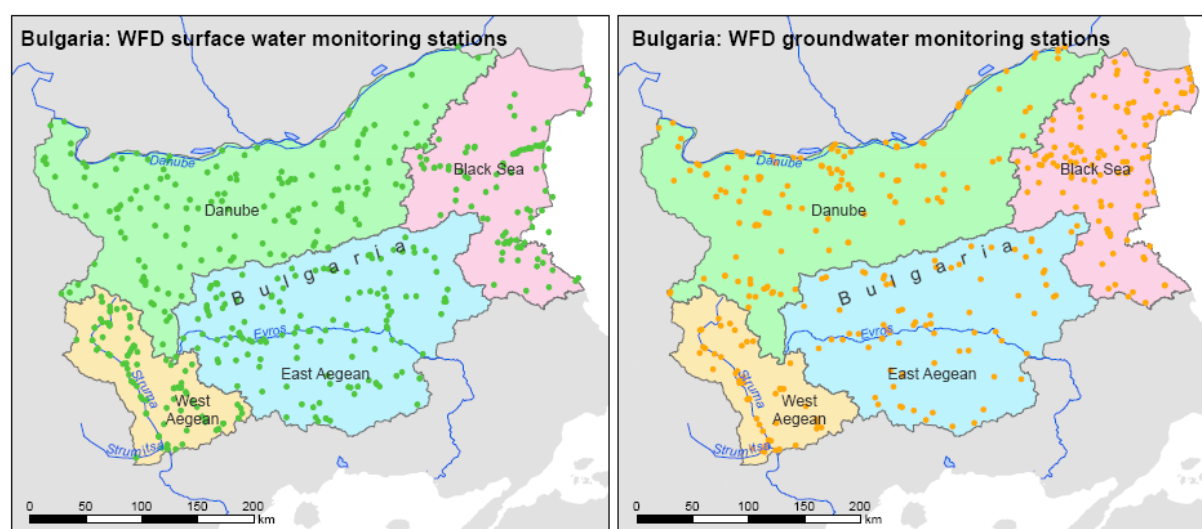 Bulgaria: WFD surface water monitoring stations
Danube
Black Sea
Danube
Bulgaria
Evros
East Aegean
Struma
West
Aegean
Strumitsa
0 50 100 150 200
km
Bulgaria: WFD groundwater monitoring stations
Danube
Black Sea
Danube
Bulgaria
Evros
East Aegean
Struma
West
Aegean
Strumitsa
0 50 100 150 200
km